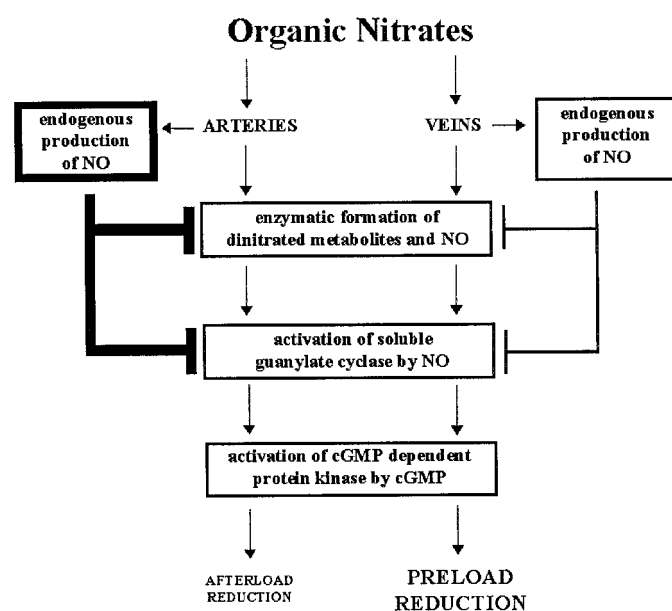 Organic Nitrates
endogenous
production
of NO
ARTERIES
VEINS
endogenous
production
of NO
enzymatic formation of
dinitrated metabolites and NO
activation of soluble
guanylate cyclase by NO
activation of cGMP dependent
protein kinase by cGMP
AFTERLOAD
REDUCTION
PRELOAD
REDUCTION